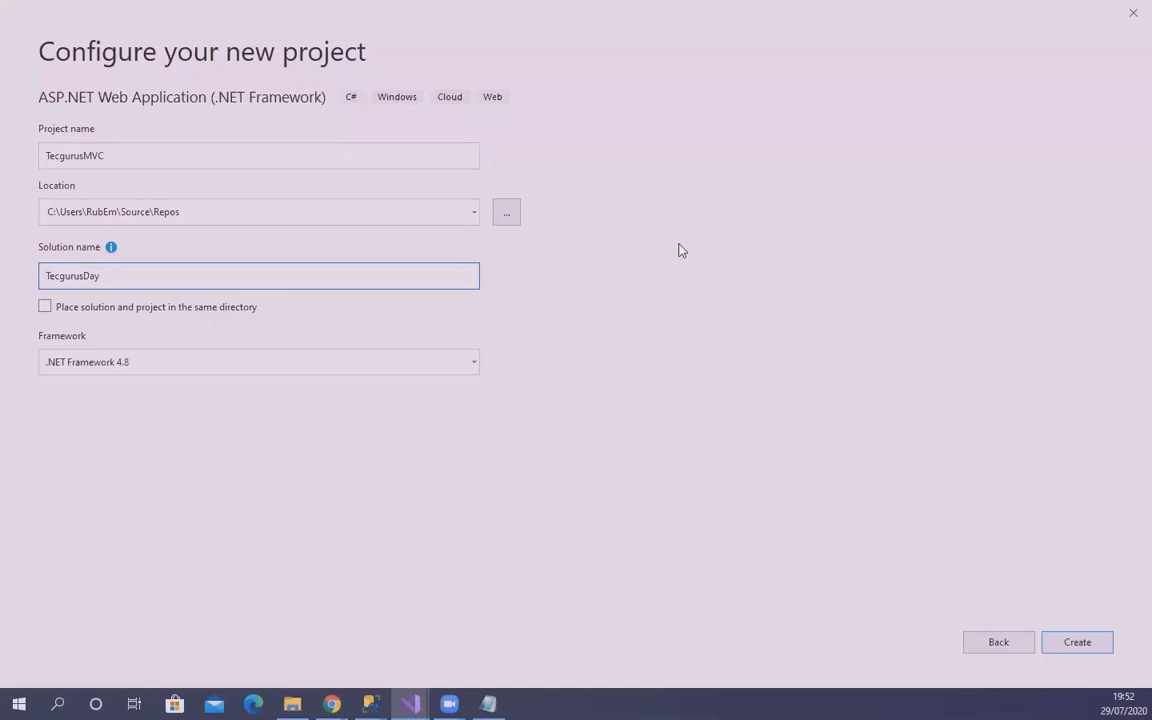 Configure your new project
ASP.NET Web Application (.NET Framework) C# Windows Cloud Web
Project name
TecgurusMVC
Location
C:\Users\RubEm\Source\Repos
...
Solution name
TecgurusDay
Place solution and project in the same directory
Framework
.NET Framework 4.8
Back Create
19:52
29/07/2020